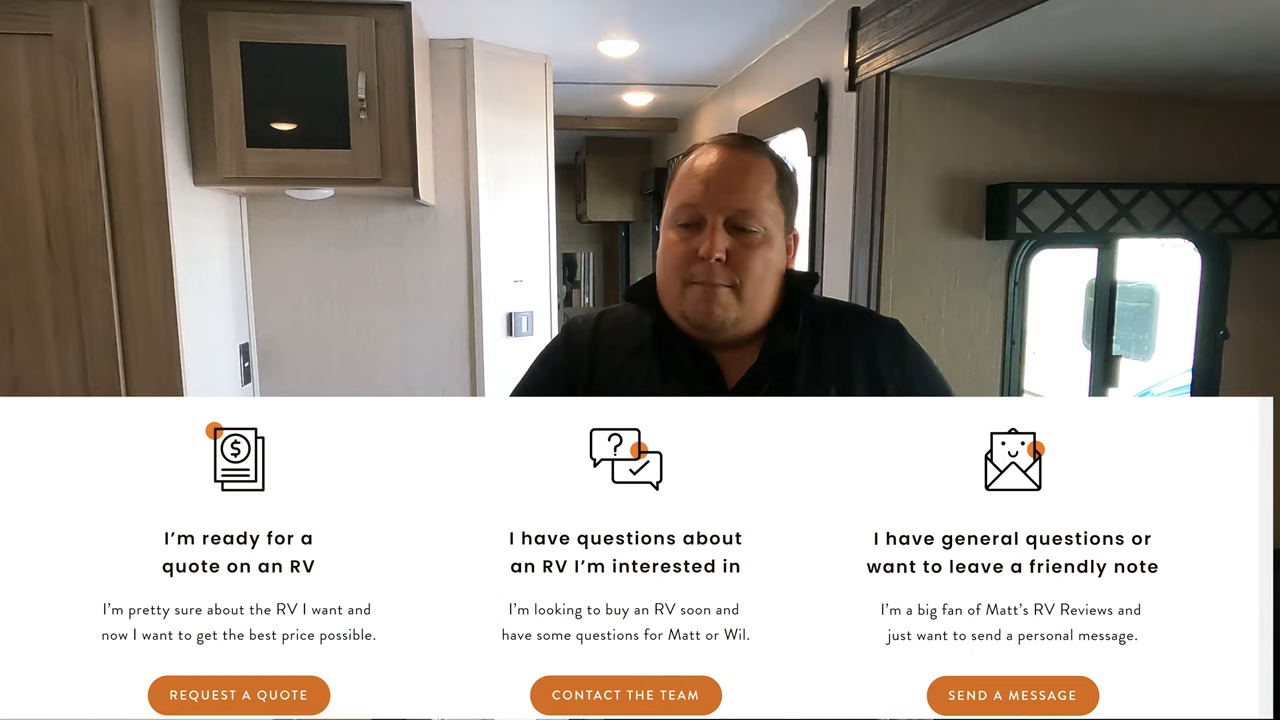 I'm ready for a
quote on an RV
I'm pretty sure about the RV I want and
now I want to get the best price possible.
REQUEST A QUOTE
I have questions about
an RV I'm interested in
I'm looking to buy an RV soon and
have some questions for Matt or Wil.
CONTACT THE TEAM
I have general questions or
want to leave a friendly note
I'm a big fan of Matt's RV Reviews and
just want to send a personal message.
SEND A MESSAGE